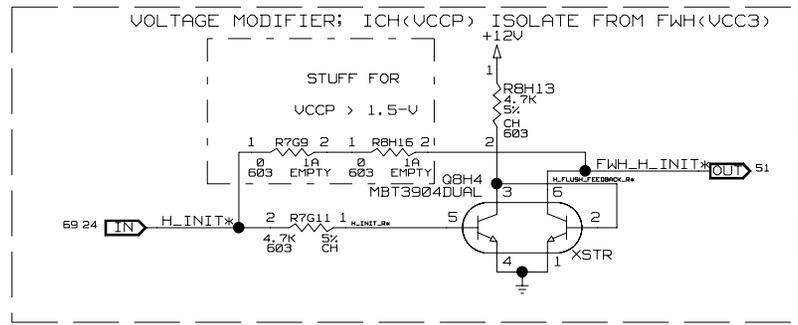 VOLTAGE MODIFIER; ICH(VCCP) ISOLATE FROM FWH(VCC3)
+12V
STUFF FOR
VCCP > 1.5-V
1
R8H13
4.7K
5%
CH
603
2
1 R7G9 2 1 R8H16 2
0 1A 0 1A
603 EMPTY 603 EMPTY
FWH_H_INIT* OUT 51
H_FLUSH_FEEDBACK_R*
Q8H4
MBT3904DUAL
3 6
69 24 IN H_INIT* 2 R7G11 1 H_INIT_R* 5 2
4.7K 5%
603 CH
4 1 XSTR